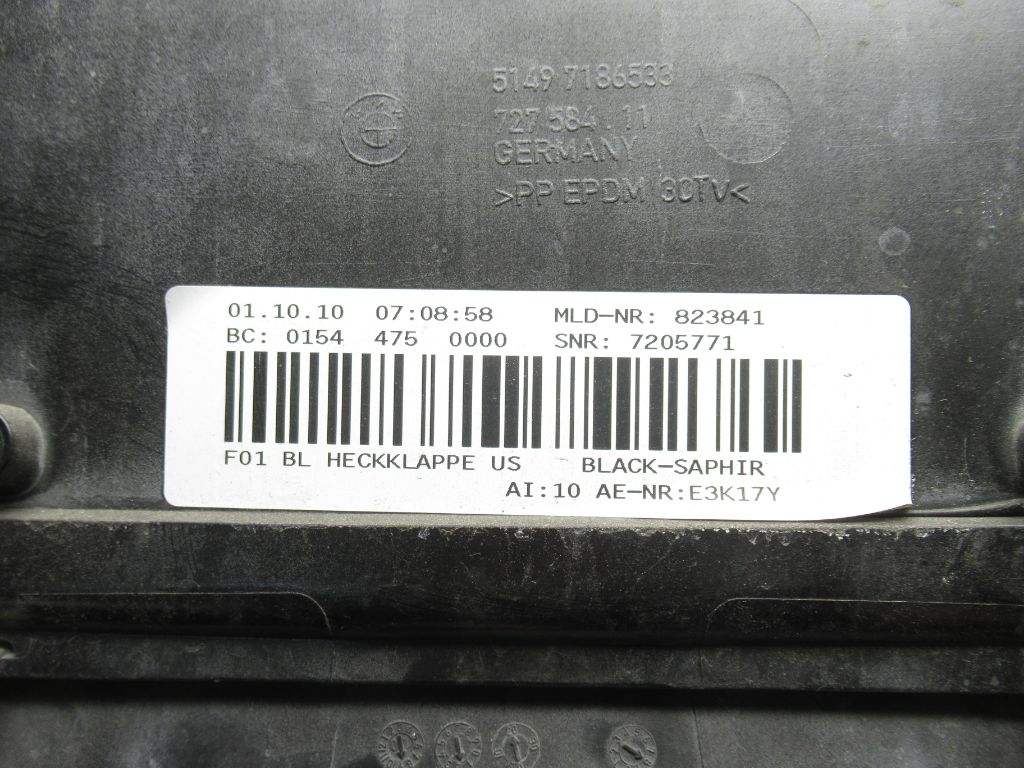 5149 7186533
727 584 . 11
GERMANY
>PP EPDM 30TV<
01.10.10 07:08:58 MLD-NR: 823841
BC: 0154 475 0000 SNR: 7205771
F01 BL HECKKLAPPE US BLACK-SAPHIR
AI:10 AE-NR:E3K17Y